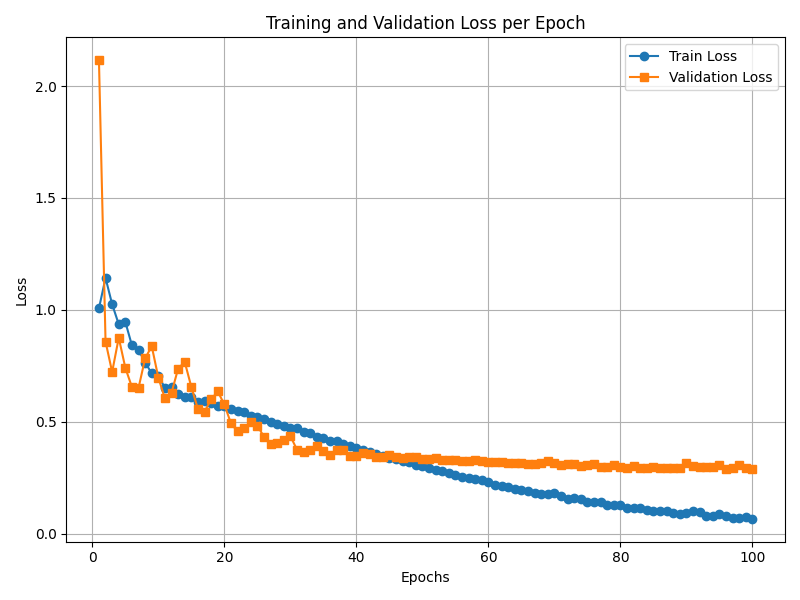 Training and Validation Loss per Epoch
Train Loss
Validation Loss
2.0
1.5
1.0
0.5
0.0
Loss
0 20 40 60 80 100
Epochs